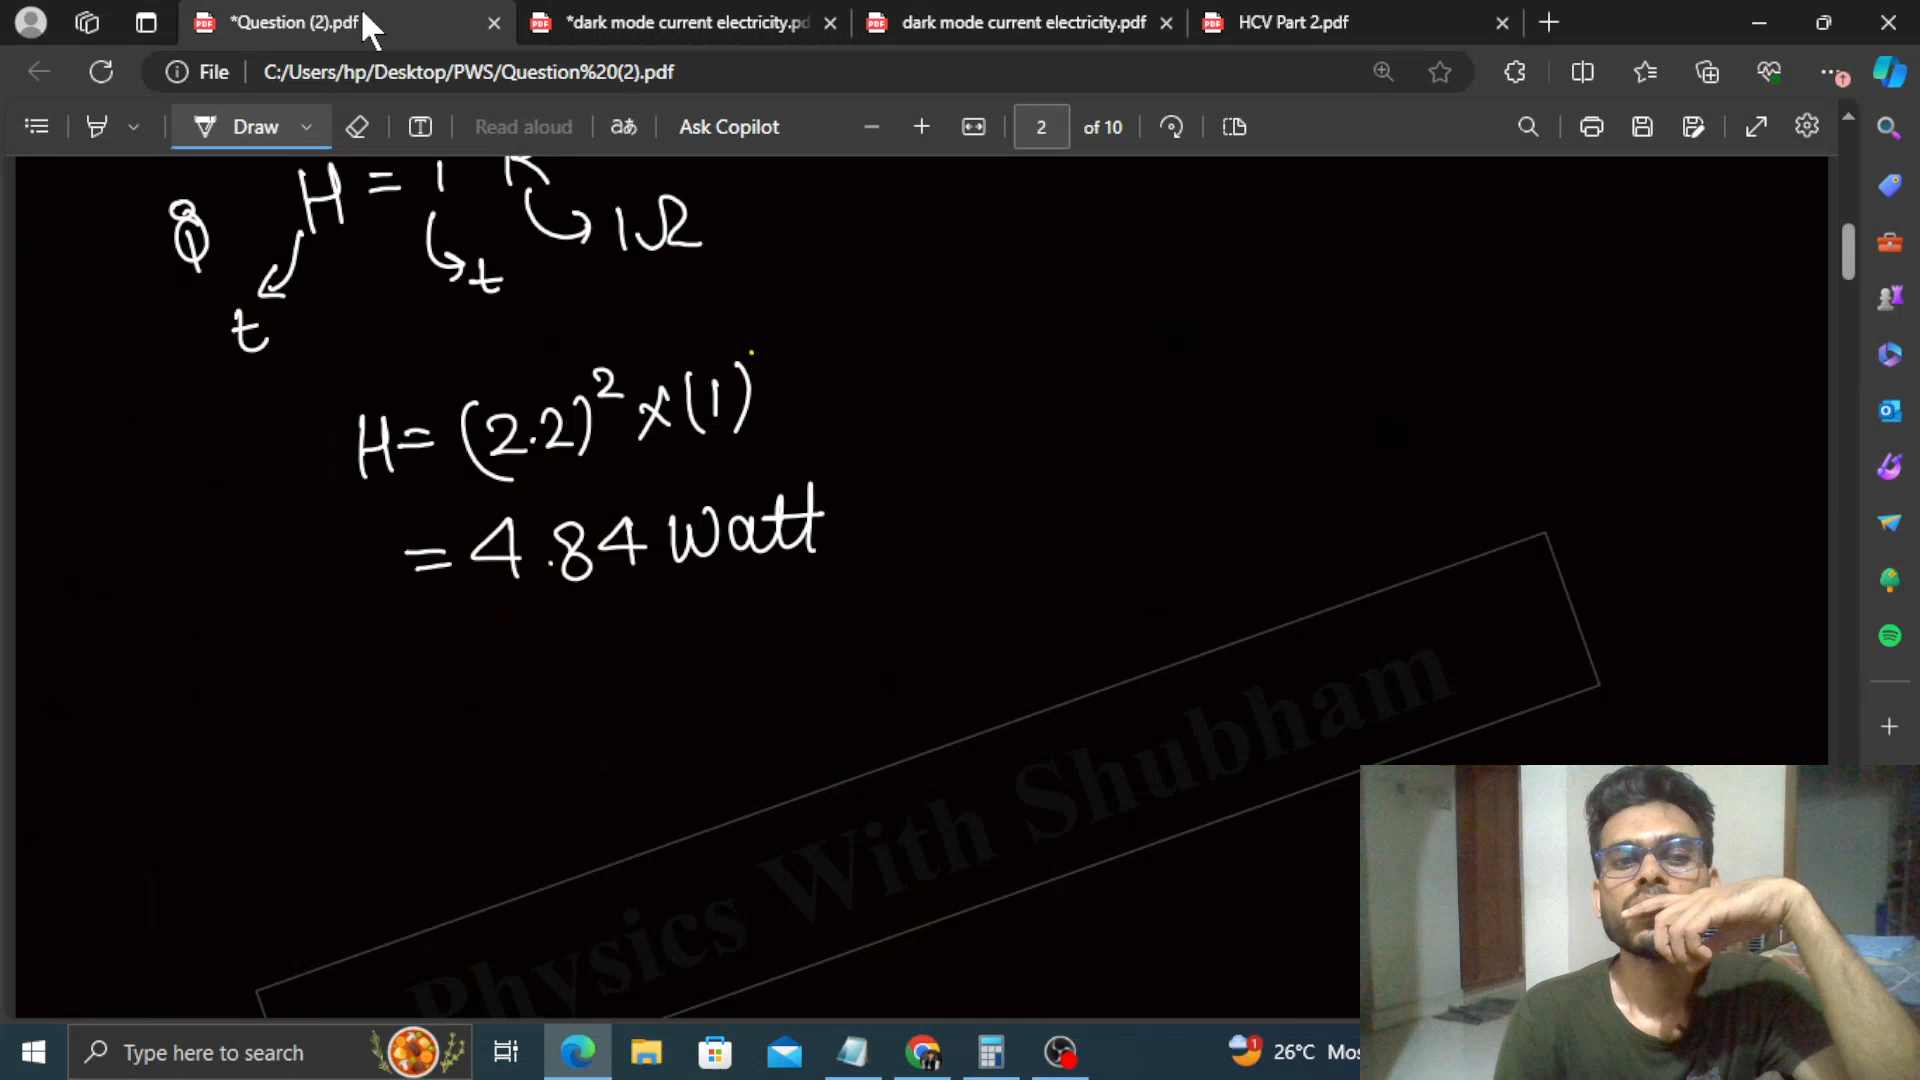 *Question (2).pdf
*dark mode current electricity.pd
dark mode current electricity.pdf
HCV Part 2.pdf
File
C:/Users/hp/Desktop/PWS/Question%20(2).pdf
Draw
Read aloud
Ask Copilot
2
of 10
H =
1Ω
t
t
H = (2.2)² × (1)
= 4.84 Watt
Physics With Shubham
Type here to search
1
26°C